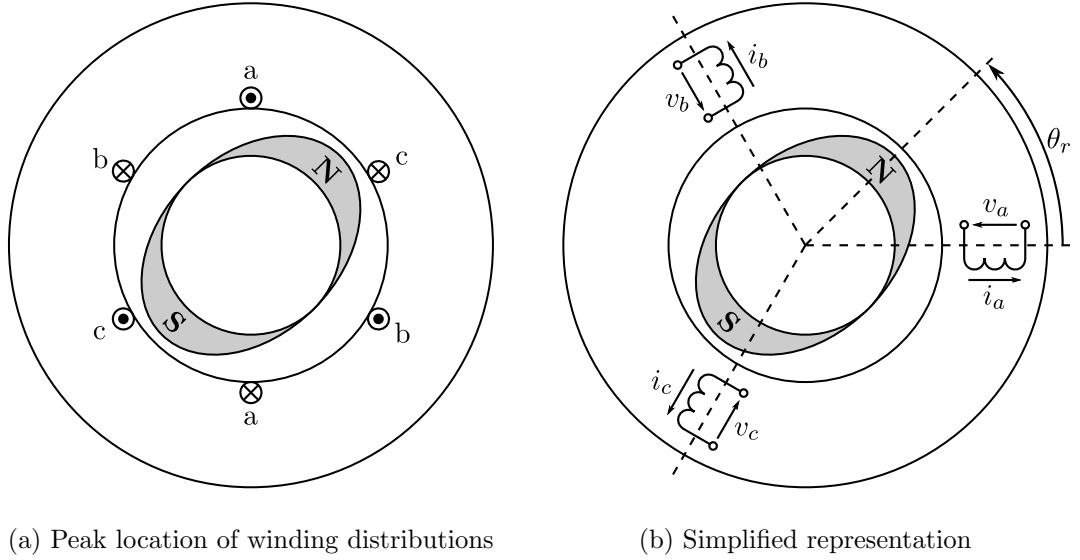 a
b
c
N
S
c
b
a
i_b
v_b
θ_r
N
v_a
i_a
S
i_c
v_c
(a) Peak location of winding distributions
(b) Simplified representation